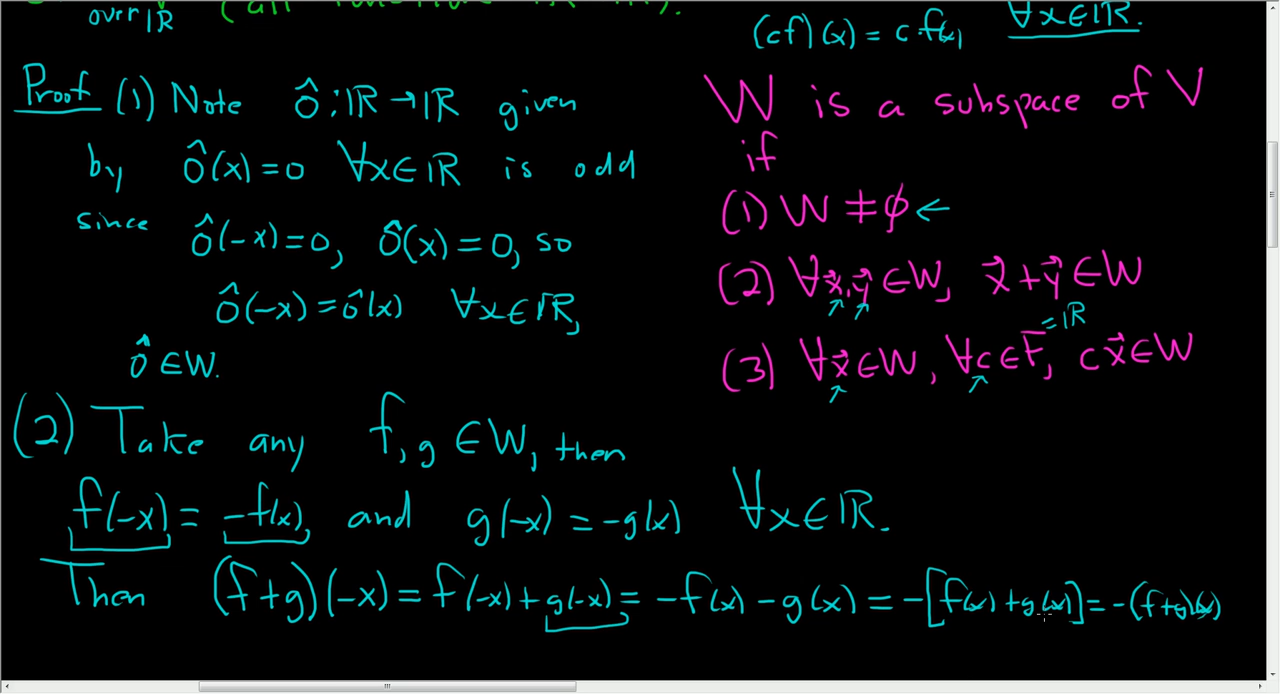 over ℝ
(cf)(x) = c·f(x) ∀x∈ℝ.
Proof (1) Note ô : ℝ → ℝ given
by ô(x) = 0 ∀x∈ℝ is odd
since ô(-x) = 0, ô(x) = 0, so
ô(-x) = ô(x) ∀x∈ℝ,
ô ∈ W.
W is a subspace of V
if
(1) W ≠ ∅ ←
(2) ∀x⃗,y⃗ ∈ W, x⃗ + y⃗ ∈ W
= ℝ
(3) ∀x⃗ ∈ W, ∀c ∈ F, cx⃗ ∈ W
(2) Take any f, g ∈ W, then
f(-x) = -f(x), and g(-x) = -g(x) ∀x∈ℝ.
Then (f+g)(-x) = f(-x) + g(-x) = -f(x) - g(x) = -[f(x) + g(x)] = -(f+g)(x)